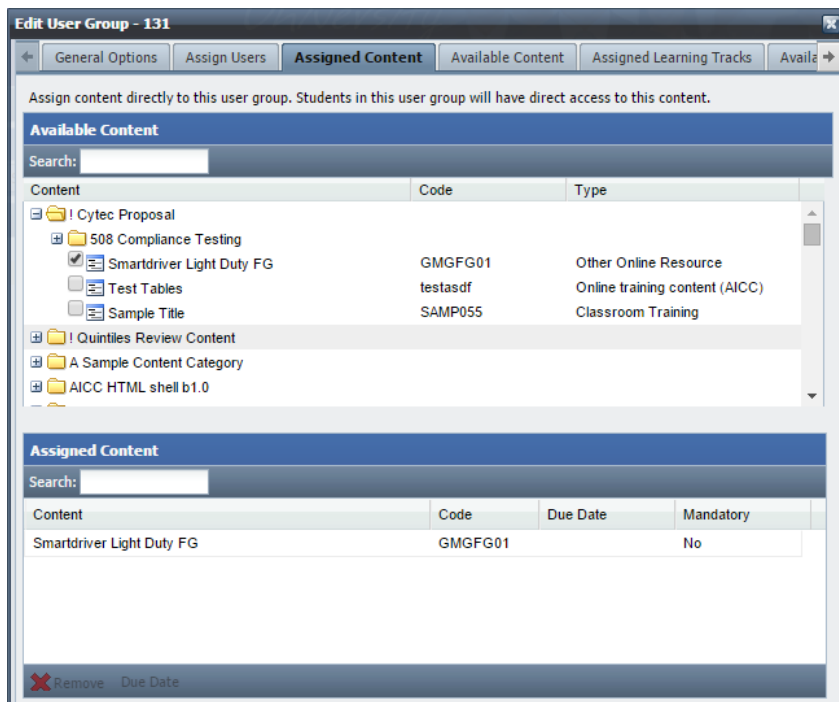 Edit User Group - 131
General Options Assign Users Assigned Content Available Content Assigned Learning Tracks Availa
Assign content directly to this user group. Students in this user group will have direct access to this content.
Available Content
Search:
Content Code Type
! Cytec Proposal
508 Compliance Testing
Smartdriver Light Duty FG GMGFG01 Other Online Resource
Test Tables testasdf Online training content (AICC)
Sample Title SAMP055 Classroom Training
! Quintiles Review Content
A Sample Content Category
AICC HTML shell b1.0
Assigned Content
Search:
Content Code Due Date Mandatory
Smartdriver Light Duty FG GMGFG01 No
Remove Due Date